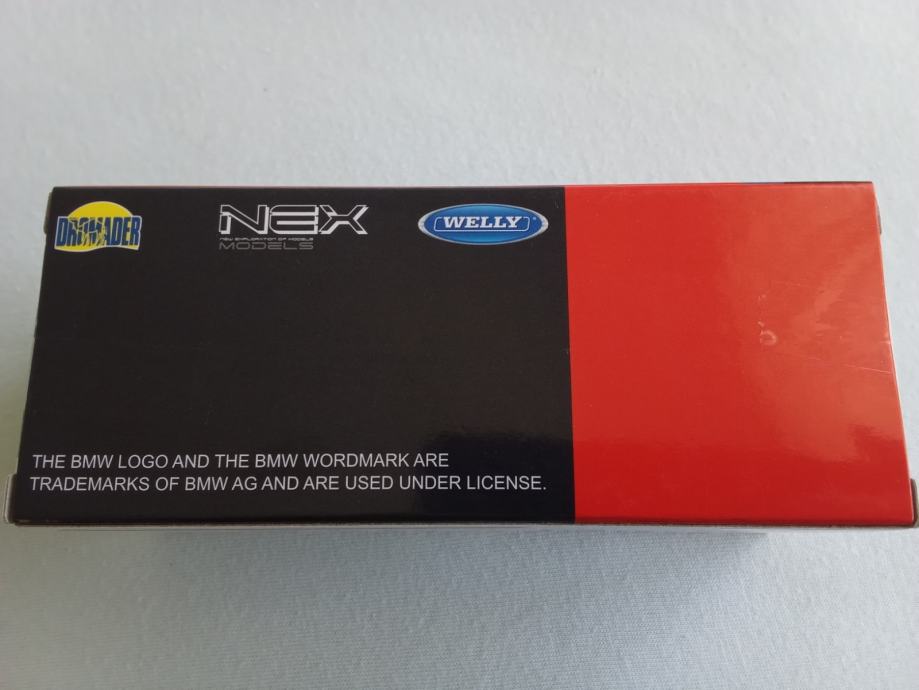 DROMADER
NEX
NEW EXPLORATION OF MODELS
MODELS
WELLY
THE BMW LOGO AND THE BMW WORDMARK ARE
TRADEMARKS OF BMW AG AND ARE USED UNDER LICENSE.